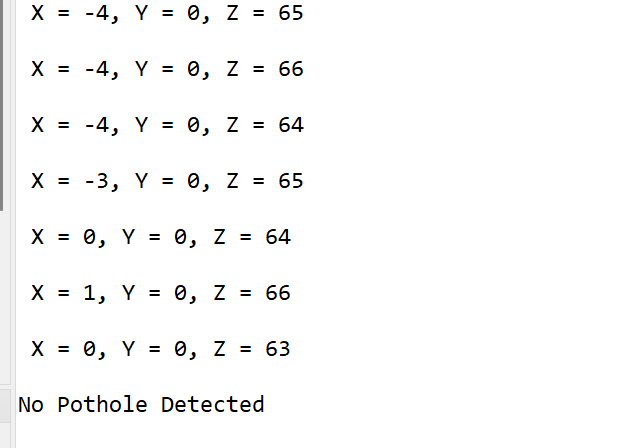 X = -4, Y = 0, Z = 65
X = -4, Y = 0, Z = 66
X = -4, Y = 0, Z = 64
X = -3, Y = 0, Z = 65
X = 0, Y = 0, Z = 64
X = 1, Y = 0, Z = 66
X = 0, Y = 0, Z = 63
No Pothole Detected